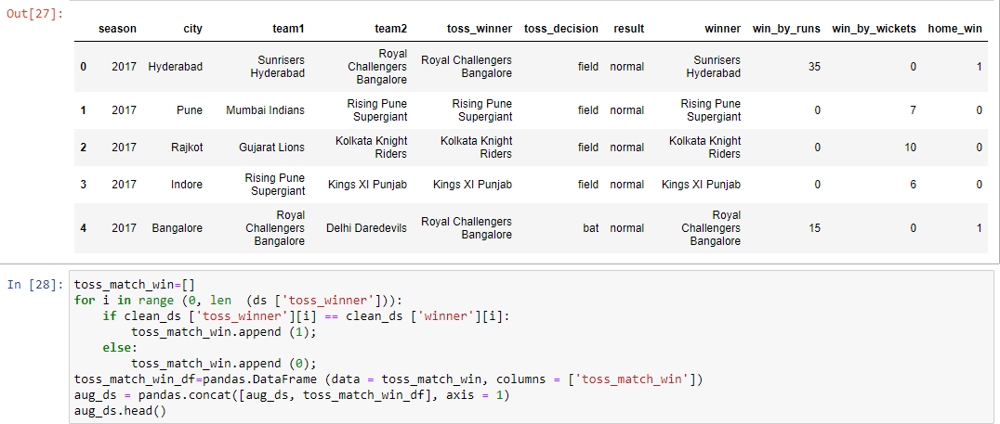 Out[27]:
season city team1 team2 toss_winner toss_decision result winner win_by_runs win_by_wickets home_win
0 2017 Hyderabad Sunrisers Hyderabad Royal Challengers Bangalore Royal Challengers Bangalore field normal Sunrisers Hyderabad 35 0 1
1 2017 Pune Mumbai Indians Rising Pune Supergiant Rising Pune Supergiant field normal Rising Pune Supergiant 0 7 0
2 2017 Rajkot Gujarat Lions Kolkata Knight Riders Kolkata Knight Riders field normal Kolkata Knight Riders 0 10 0
3 2017 Indore Rising Pune Supergiant Kings XI Punjab Kings XI Punjab field normal Kings XI Punjab 0 6 0
4 2017 Bangalore Royal Challengers Bangalore Delhi Daredevils Royal Challengers Bangalore bat normal Royal Challengers Bangalore 15 0 1
In [28]: toss_match_win=[]
for i in range (0, len  (ds ['toss_winner'])):
    if clean_ds ['toss_winner'][i] == clean_ds ['winner'][i]:
        toss_match_win.append (1);
    else:
        toss_match_win.append (0);
toss_match_win_df=pandas.DataFrame (data = toss_match_win, columns = ['toss_match_win'])
aug_ds = pandas.concat([aug_ds, toss_match_win_df], axis = 1)
aug_ds.head()